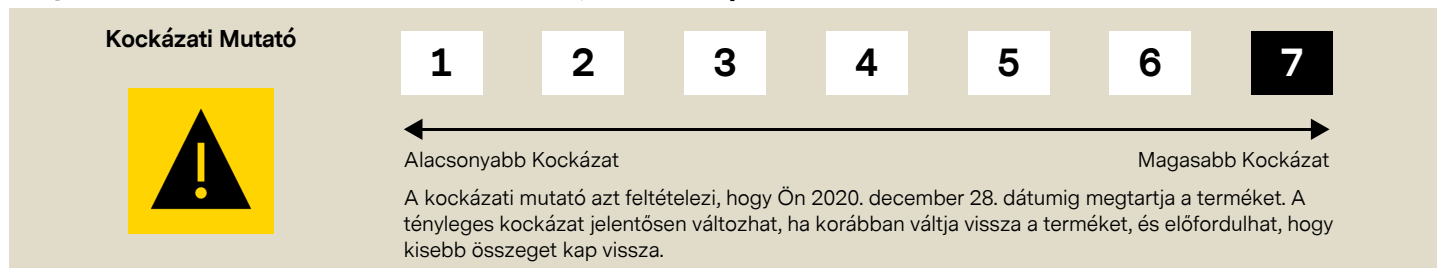 Kockázati Mutató
1 2 3 4 5 6 7
Alacsonyabb Kockázat Magasabb Kockázat
A kockázati mutató azt feltételezi, hogy Ön 2020. december 28. dátumig megtartja a terméket. A
tényleges kockázat jelentősen változhat, ha korábban váltja vissza a terméket, és előfordulhat, hogy
kisebb összeget kap vissza.